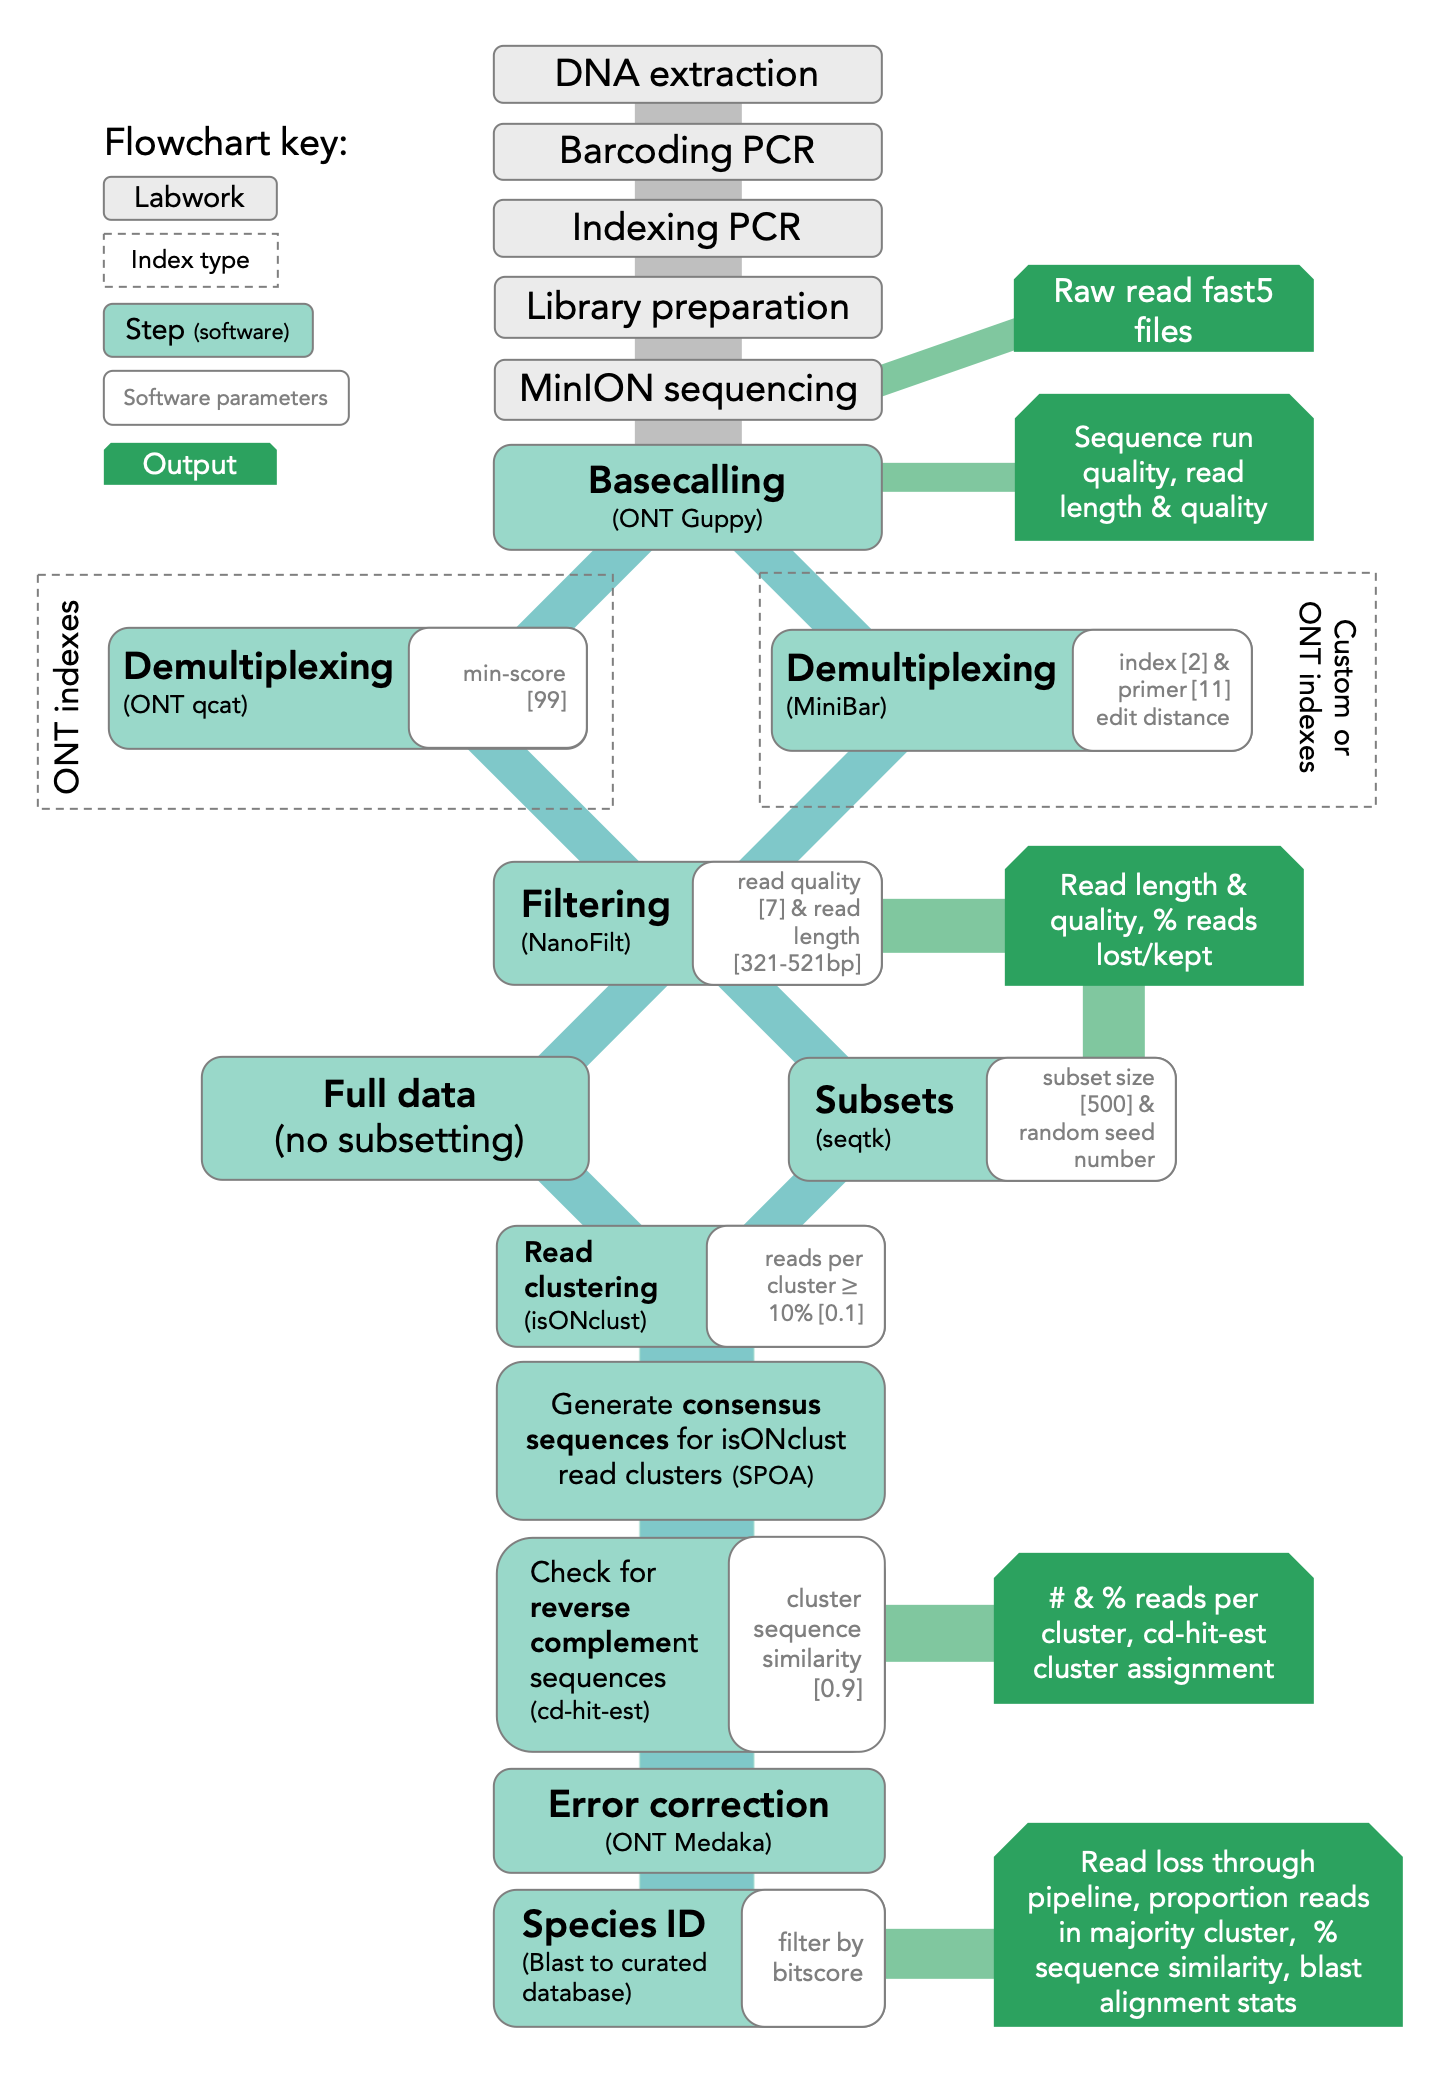 DNA extraction
Barcoding PCR
Indexing PCR
Library preparation
MinION sequencing
Flowchart key:
Labwork
Index type
Step (software)
Software parameters
Output
Raw read fast5
files
Basecalling
(ONT Guppy)
Sequence run
quality, read
length & quality
ONT indexes
Demultiplexing
(ONT qcat)
min-score
[99]
Demultiplexing
(MiniBar)
index [2] &
primer [11]
edit distance
Custom or
ONT indexes
Filtering
(NanoFilt)
read quality
[7] & read
length
[321-521bp]
Read length &
quality, % reads
lost/kept
Full data
(no subsetting)
Subsets
(seqtk)
subset size
[500] &
random seed
number
Read
clustering
(isONclust)
reads per
cluster ≥
10% [0.1]
Generate consensus
sequences for isONclust
read clusters (SPOA)
Check for
reverse
complement
sequences
(cd-hit-est)
cluster
sequence
similarity
[0.9]
# & % reads per
cluster, cd-hit-est
cluster assignment
Error correction
(ONT Medaka)
Species ID
(Blast to curated
database)
filter by
bitscore
Read loss through
pipeline, proportion reads
in majority cluster, %
sequence similarity, blast
alignment stats